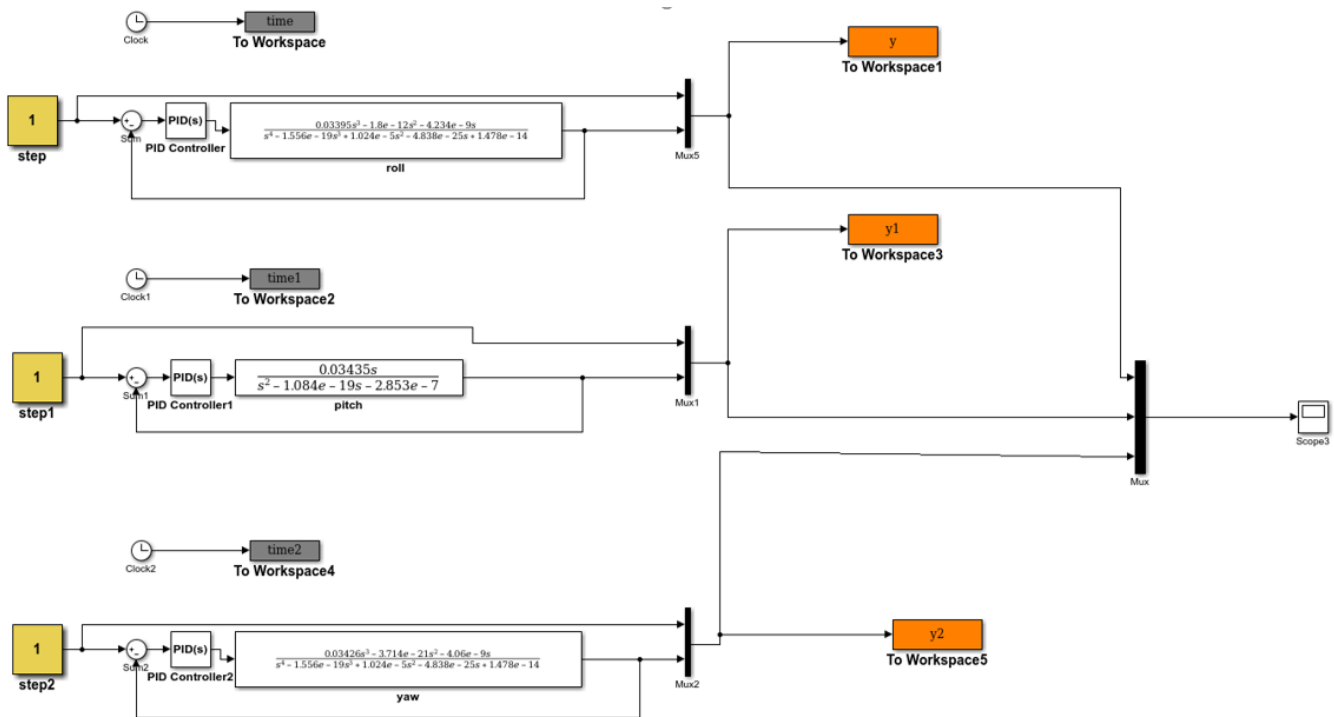 Clock
time
To Workspace
y
To Workspace1
1
step
+
−
Sum
PID(s)
PID Controller
0.03395s³ − 1.8e − 12s² − 4.234e − 9s
s⁴ − 1.556e − 19s³ + 1.024e − 5s² − 4.838e − 25s + 1.478e − 14
roll
Mux5
y1
To Workspace3
Clock1
time1
To Workspace2
1
step1
+
−
Sum1
PID(s)
PID Controller1
0.03435s
s² − 1.084e − 19s − 2.853e − 7
pitch
Mux1
Mux
Scope3
Clock2
time2
To Workspace4
1
step2
+
−
Sum2
PID(s)
PID Controller2
0.03426s³ − 3.714e − 21s² − 4.06e − 9s
s⁴ − 1.556e − 19s³ + 1.024e − 5s² − 4.838e − 25s + 1.478e − 14
yaw
Mux2
y2
To Workspace5